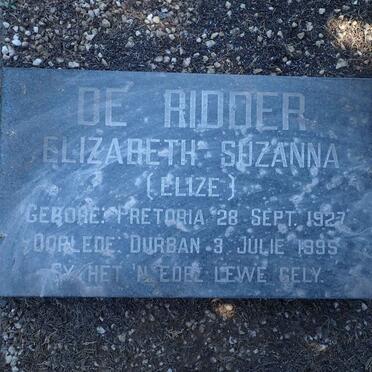 DE RIDDER
ELIZABETH SUZANNA
(ELIZE)
GEBORE: PRETORIA 28 SEPT. 1927
OORLEDE: DURBAN 3 JULIE 1995
SY HET 'N EDEL LEWE GELY.